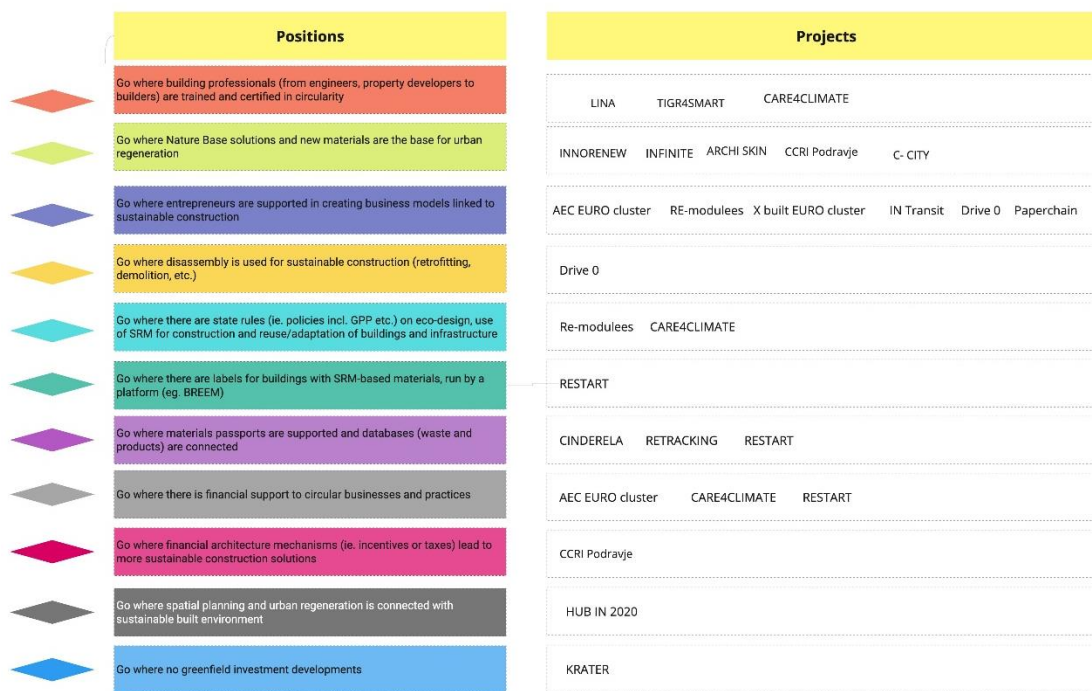 Positions
Projects
Go where building professionals (from engineers, property developers to
builders) are trained and certified in circularity
LINA TIGR4SMART CARE4CLIMATE
Go where Nature Base solutions and new materials are the base for urban
regeneration
INNORENEW INFINITE ARCHI SKIN CCRI Podravje C- CITY
Go where entrepreneurs are supported in creating business models linked to
sustainable construction
AEC EURO cluster RE-modulees X built EURO cluster IN Transit Drive 0 Paperchain
Go where disassembly is used for sustainable construction (retrofitting,
demolition, etc.)
Drive 0
Go where there are state rules (ie. policies incl. GPP etc.) on eco-design, use
of SRM for construction and reuse/adaptation of buildings and infrastructure
Re-modulees CARE4CLIMATE
Go where there are labels for buildings with SRM-based materials, run by a
platform (eg. BREEM)
RESTART
Go where materials passports are supported and databases (waste and
products) are connected
CINDERELA RETRACKING RESTART
Go where there is financial support to circular businesses and practices
AEC EURO cluster CARE4CLIMATE RESTART
Go where financial architecture mechanisms (ie. incentives or taxes) lead to
more sustainable construction solutions
CCRI Podravje
Go where spatial planning and urban regeneration is connected with
sustainable built environment
HUB IN 2020
Go where no greenfield investment developments
KRATER